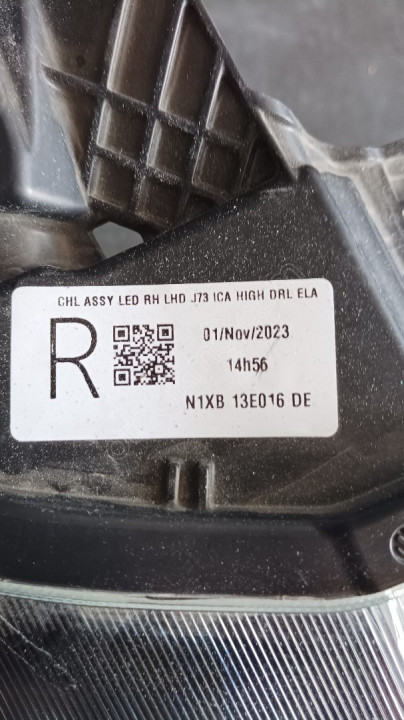 CHL ASSY LED RH LHD J73 ICA HIGH DRL ELA
R
01/Nov/2023
14h56
N1XB 13E016 DE